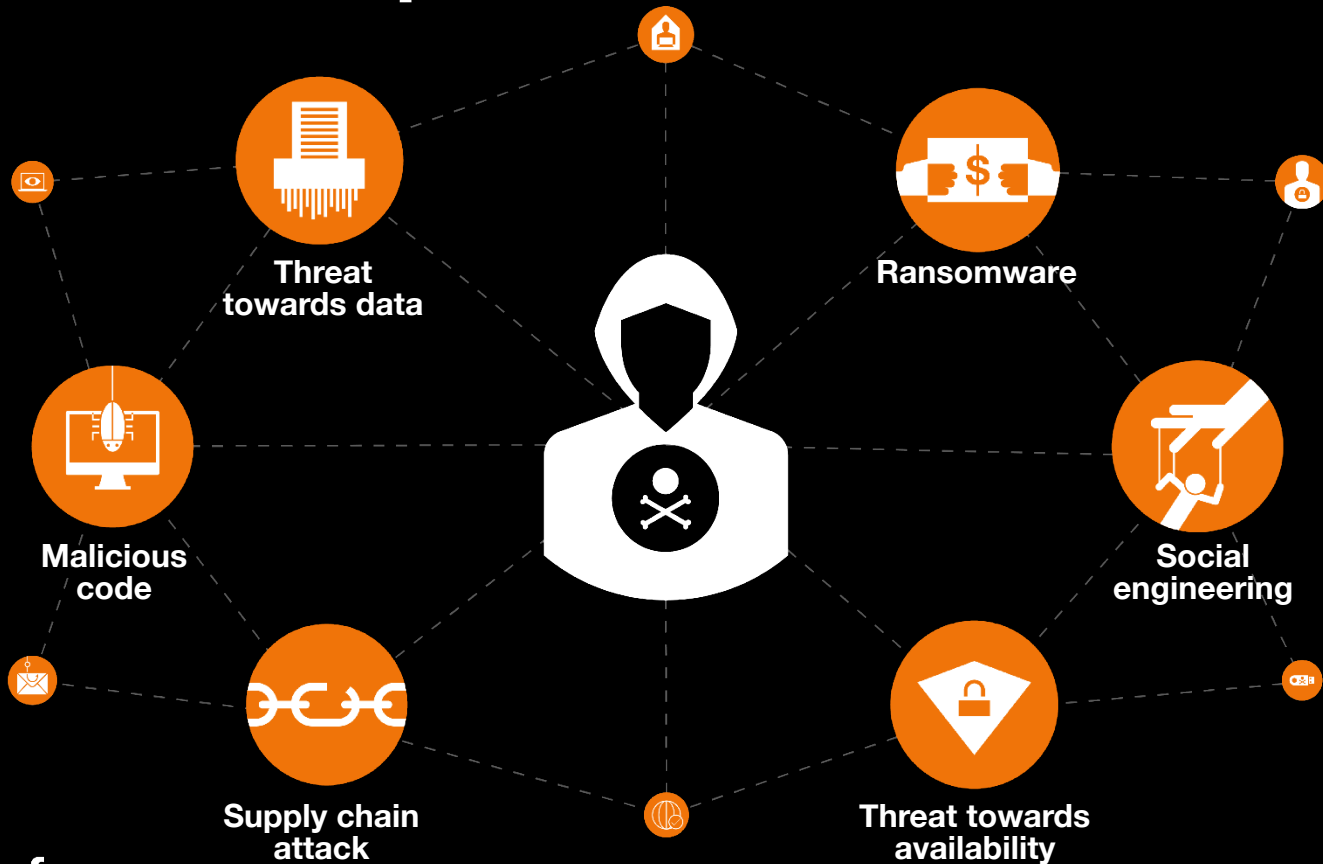 Threat
towards data
Ransomware
Malicious
code
Social
engineering
Supply chain
attack
Threat towards
availability
$